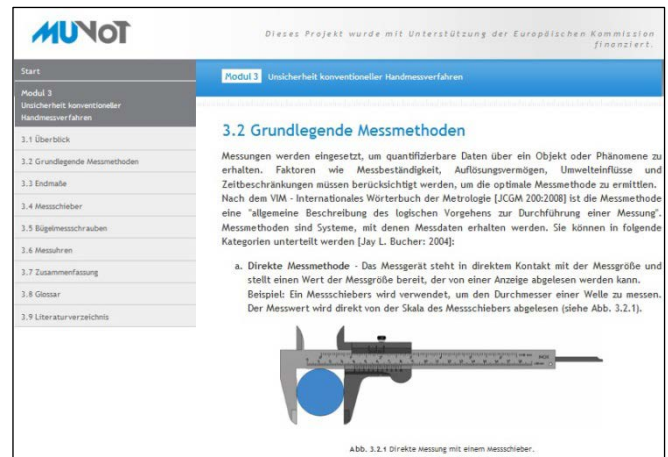 MUNOT
Dieses Projekt wurde mit Unterstützung der Europäischen Kommission
finanziert.
Start
Modul 3
Unsicherheit konventioneller
Handmessverfahren
3.1 Überblick
3.2 Grundlegende Messmethoden
3.3 Endmaße
3.4 Messschieber
3.5 Bügelmessschrauben
3.6 Messuhren
3.7 Zusammenfassung
3.8 Glossar
3.9 Literaturverzeichnis
Modul 3 Unsicherheit konventioneller Handmessverfahren
3.2 Grundlegende Messmethoden
Messungen werden eingesetzt, um quantifizierbare Daten über ein Objekt oder Phänomene zu
erhalten. Faktoren wie Messbeständigkeit, Auflösungsvermögen, Umwelteinflüsse und
Zeitbeschränkungen müssen berücksichtigt werden, um die optimale Messmethode zu ermitteln.
Nach dem VIM - Internationales Wörterbuch der Metrologie [JCGM 200:2008] ist die Messmethode
eine "allgemeine Beschreibung des logischen Vorgehens zur Durchführung einer Messung".
Messmethoden sind Systeme, mit denen Messdaten erhalten werden. Sie können in folgende
Kategorien unterteilt werden [Jay L. Bucher: 2004]:
a. Direkte Messmethode - Das Messgerät steht in direktem Kontakt mit der Messgröße und
stellt einen Wert der Messgröße bereit, der von einer Anzeige abgelesen werden kann.
Beispiel: Ein Messschiebers wird verwendet, um den Durchmesser einer Welle zu messen.
Der Messwert wird direkt von der Skala des Messschiebers abgelesen (siehe Abb. 3.2.1).
Abb. 3.2.1 Direkte Messung mit einem Messschieber.